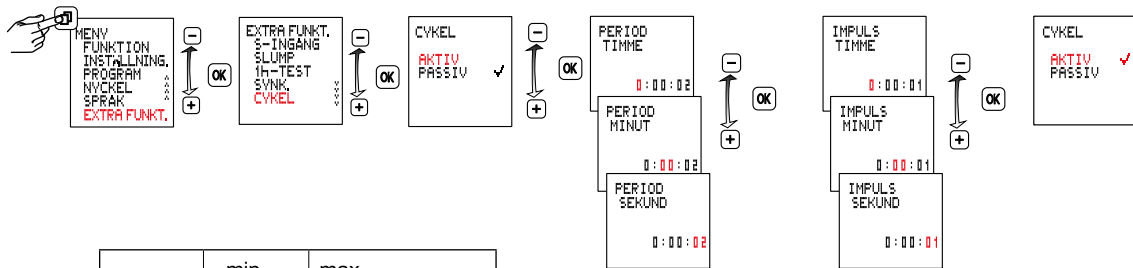 MENY
FUNKTION
INSTÄLLNING.
PROGRAM
NYCKEL
SPRAK
EXTRA FUNKT.
−
+
OK
EXTRA FUNKT.
S-INGÅNG
SLUMP
1h-TEST
SYNK.
CYKEL
−
+
OK
CYKEL
AKTIV
PASSIV ✓
−
+
OK
PERIOD
TIMME
0:00:02
PERIOD
MINUT
0:00:02
PERIOD
SEKUND
0:00:02
−
+
OK
IMPULS
TIMME
0:00:01
IMPULS
MINUT
0:00:01
IMPULS
SEKUND
0:00:01
−
+
OK
CYKEL
AKTIV ✓
PASSIV
min max